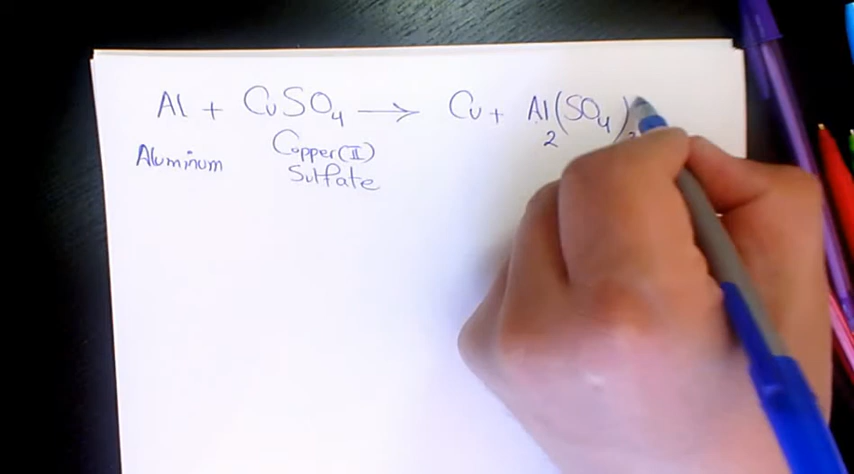 Al + CuSO4 → Cu + Al2(SO4)
Aluminum Copper(II)
Sulfate